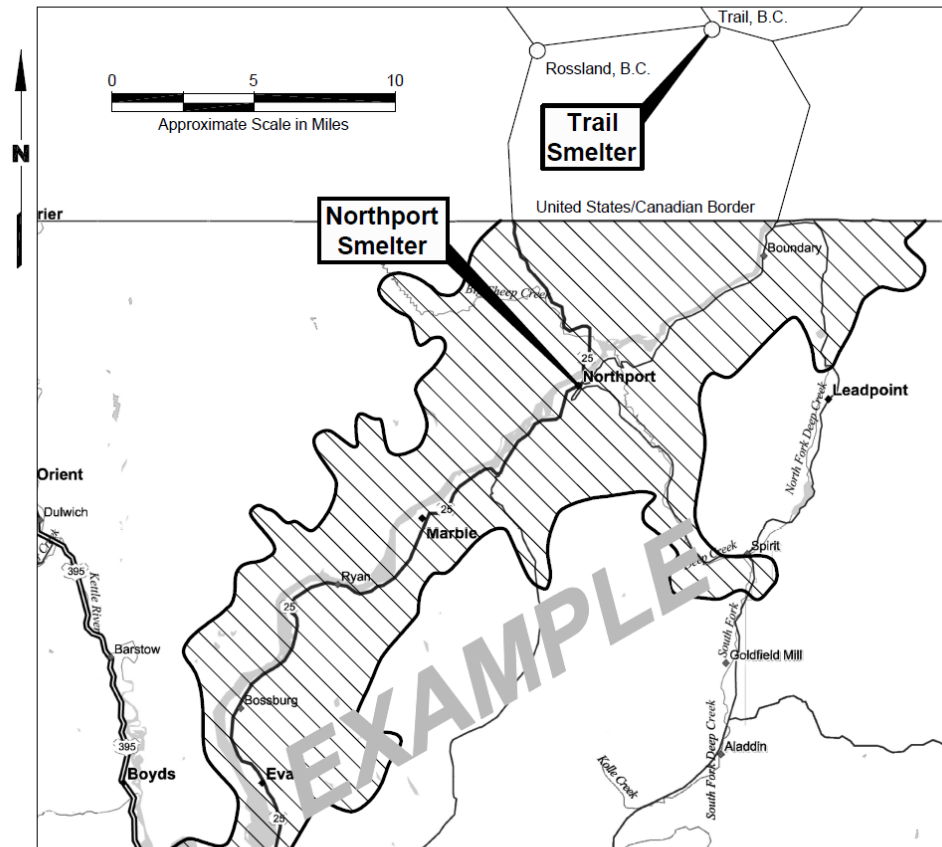 Trail, B.C.
0
5
10
Rossland, B.C.
Approximate Scale in Miles
Trail
Smelter
N
United States/Canadian Border
rier
Northport
Smelter
Boundary
Big Sheep Creek
25
Northport
Leadpoint
North Fork Deep Creek
Orient
Dulwich
25
Marble
Deep Creek
Spirit
395
Kettle River
Ryan
25
South Fork
Barstow
Goldfield Mill
Bossburg
EXAMPLE
395
Boyds
Eva
Aladdin
Kolle Creek
South Fork Deep Creek
25